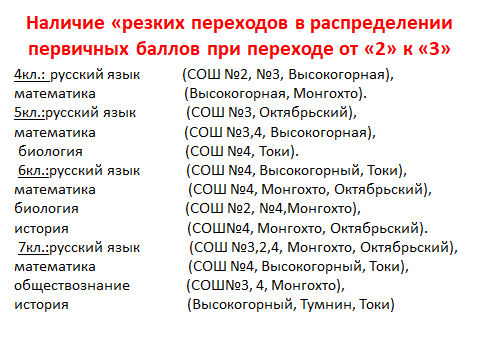 Наличие «резких переходов в распределении
первичных баллов при переходе от «2» к «3»
4кл.: русский язык (СОШ №2, №3, Высокогорная),
математика (Высокогорная, Монгохто).
5кл.:русский язык (СОШ №3, Октябрьский),
математика (СОШ №3,4, Высокогорная),
биология (СОШ №4, Токи).
6кл.:русский язык (СОШ №4, Высокогорный, Токи),
математика (СОШ №4, Монгохто, Октябрьский),
биология (СОШ №2, №4,Монгохто),
история (СОШ№4, Монгохто, Октябрьский).
7кл.:русский язык (СОШ №3,2,4, Монгохто, Октябрьский),
математика (СОШ №4, Высокогорный, Токи),
обществознание (СОШ№3, 4, Монгохто),
история (Высокогорный, Тумнин, Токи)